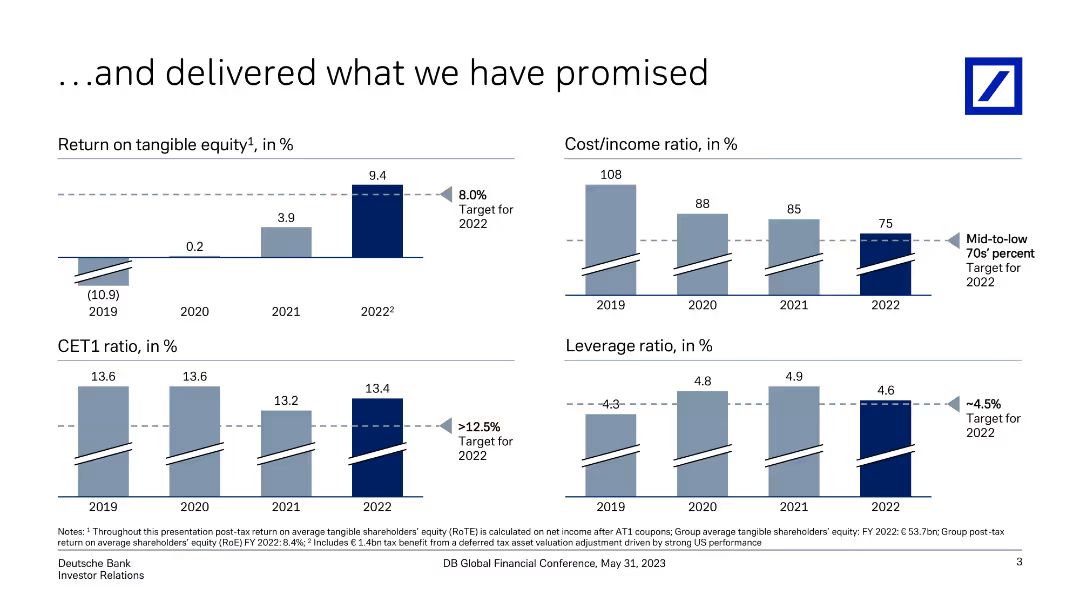 …and delivered what we have promised
Return on tangible equity¹, in %
9.4
8.0%
Target for
2022
3.9
0.2
(10.9)
2019 2020 2021 2022²
Cost/income ratio, in %
108
88
85
75
Mid-to-low
70s’ percent
Target for
2022
2019 2020 2021 2022
CET1 ratio, in %
13.6 13.6
13.2
13.4
>12.5%
Target for
2022
2019 2020 2021 2022
Leverage ratio, in %
4.3
4.8
4.9
4.6
~4.5%
Target for
2022
2019 2020 2021 2022
Notes: ¹ Throughout this presentation post-tax return on average tangible shareholders’ equity (RoTE) is calculated on net income after AT1 coupons; Group average tangible shareholders’ equity: FY 2022: € 53.7bn; Group post-tax
return on average shareholders’ equity (RoE) FY 2022: 8.4%; ² Includes € 1.4bn tax benefit from a deferred tax asset valuation adjustment driven by strong US performance
Deutsche Bank
Investor Relations
DB Global Financial Conference, May 31, 2023
3